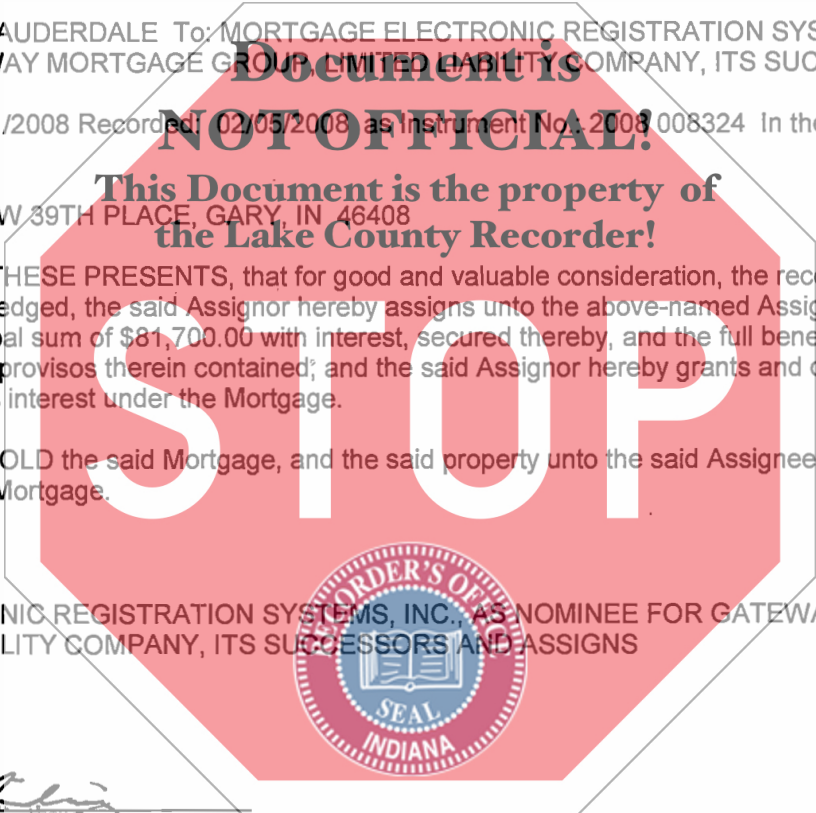 AUDERDALE To: MORTGAGE ELECTRONIC REGISTRATION SYS
Document is
AY MORTGAGE GROUP, LIMITED LIABILITY COMPANY, ITS SUC
/2008 Recorded: 02/05/2008 as Instrument No.: 2008 008324 In the
NOT OFFICIAL!
This Document is the property of
W 39TH PLACE, GARY, IN 46408
the Lake County Recorder!
THESE PRESENTS, that for good and valuable consideration, the rece
edged, the said Assignor hereby assigns unto the above-named Assig
pal sum of $81,700.00 with interest, secured thereby, and the full bene
provisos therein contained; and the said Assignor hereby grants and
interest under the Mortgage.
STOP
OLD the said Mortgage, and the said property unto the said Assignee
Mortgage.
RECORDER'S OFFICE
NIC REGISTRATION SYSTEMS, INC., AS NOMINEE FOR GATEWA
LITY COMPANY, ITS SUCCESSORS AND ASSIGNS
SEAL
INDIANA